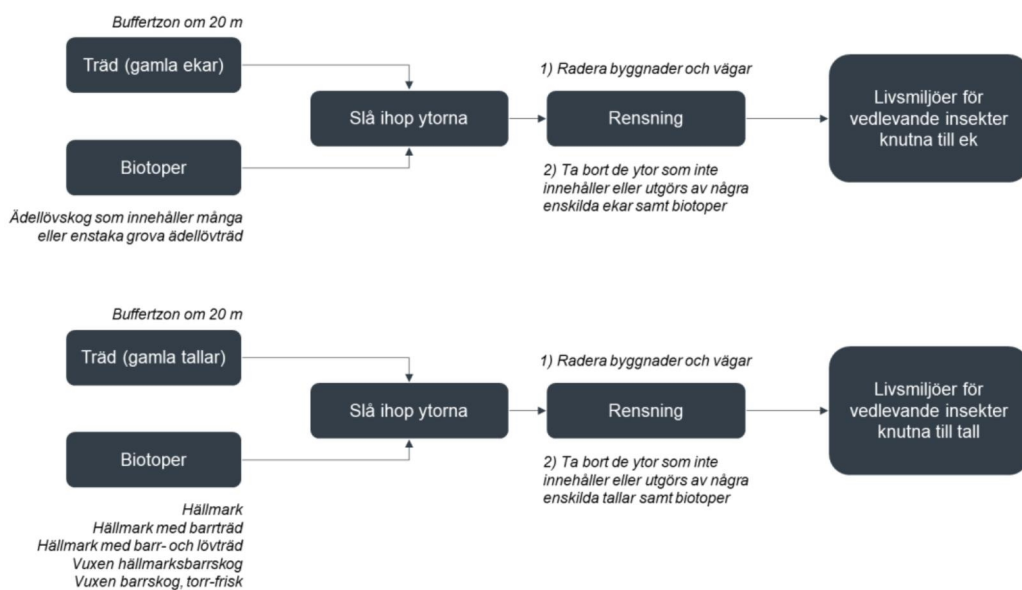 Buffertzon om 20 m
Träd (gamla ekar)
Biotoper
Ädellövskog som innehåller många
eller enstaka grova ädellövträd
Slå ihop ytorna
1) Radera byggnader och vägar
Rensning
2) Ta bort de ytor som inte
innehåller eller utgörs av några
enskilda ekar samt biotoper
Livsmiljöer för
vedlevande insekter
knutna till ek
Buffertzon om 20 m
Träd (gamla tallar)
Biotoper
Hällmark
Hällmark med barrträd
Hällmark med barr- och lövträd
Vuxen hällmarksbarrskog
Vuxen barrskog, torr-frisk
Slå ihop ytorna
1) Radera byggnader och vägar
Rensning
2) Ta bort de ytor som inte
innehåller eller utgörs av några
enskilda tallar samt biotoper
Livsmiljöer för
vedlevande insekter
knutna till tall